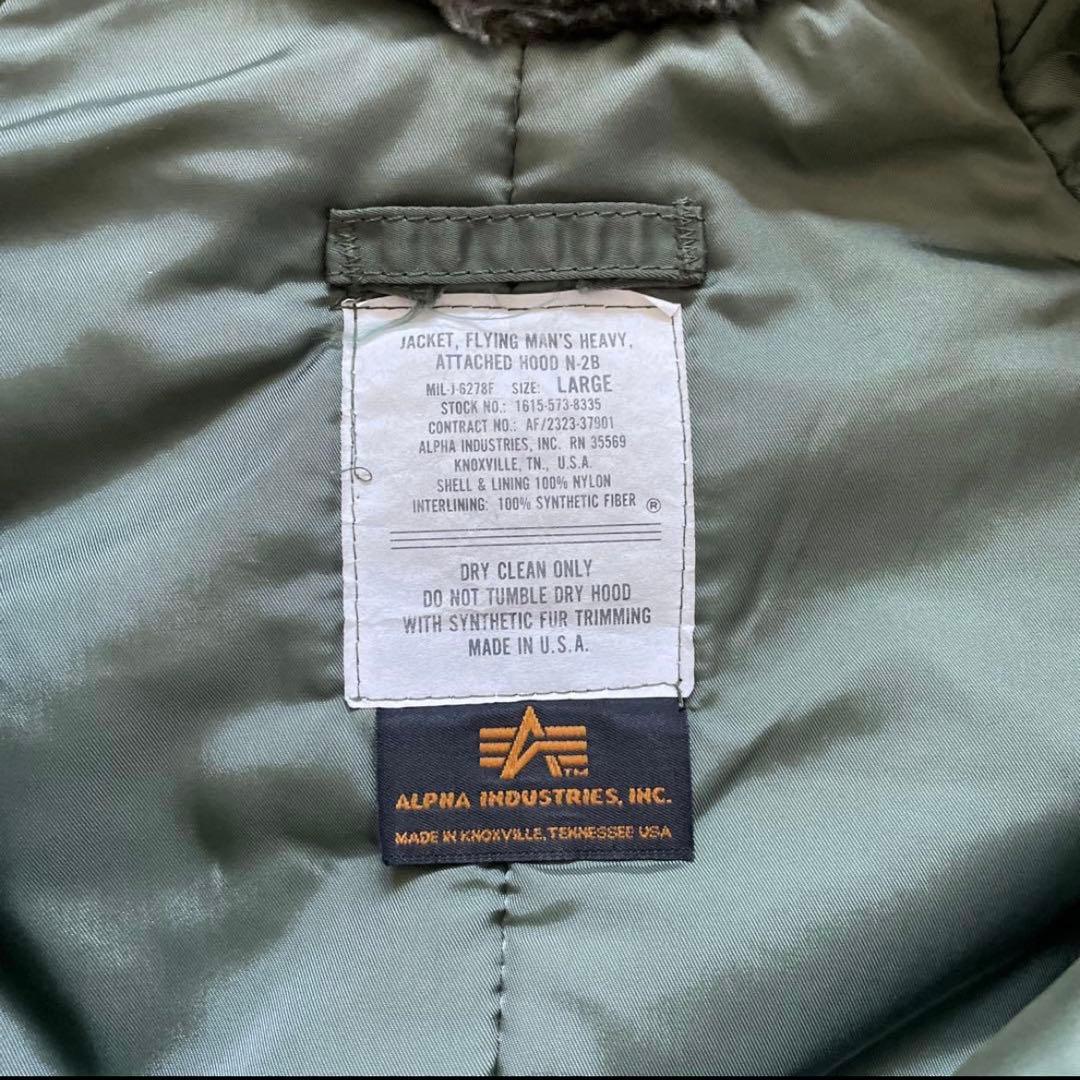 JACKET, FLYING MAN'S HEAVY,
ATTACHED HOOD N-2B
MIL-J-6278F SIZE: LARGE
STOCK NO.: 1615-573-8335
CONTRACT NO.: AF/2323-37901
ALPHA INDUSTRIES, INC. RN 35569
KNOXVILLE, TN., U.S.A.
SHELL & LINING 100% NYLON
INTERLINING: 100% SYNTHETIC FIBER ®
DRY CLEAN ONLY
DO NOT TUMBLE DRY HOOD
WITH SYNTHETIC FUR TRIMMING
MADE IN U.S.A.
A TM
ALPHA INDUSTRIES, INC.
MADE IN KNOXVILLE, TENNESSEE USA